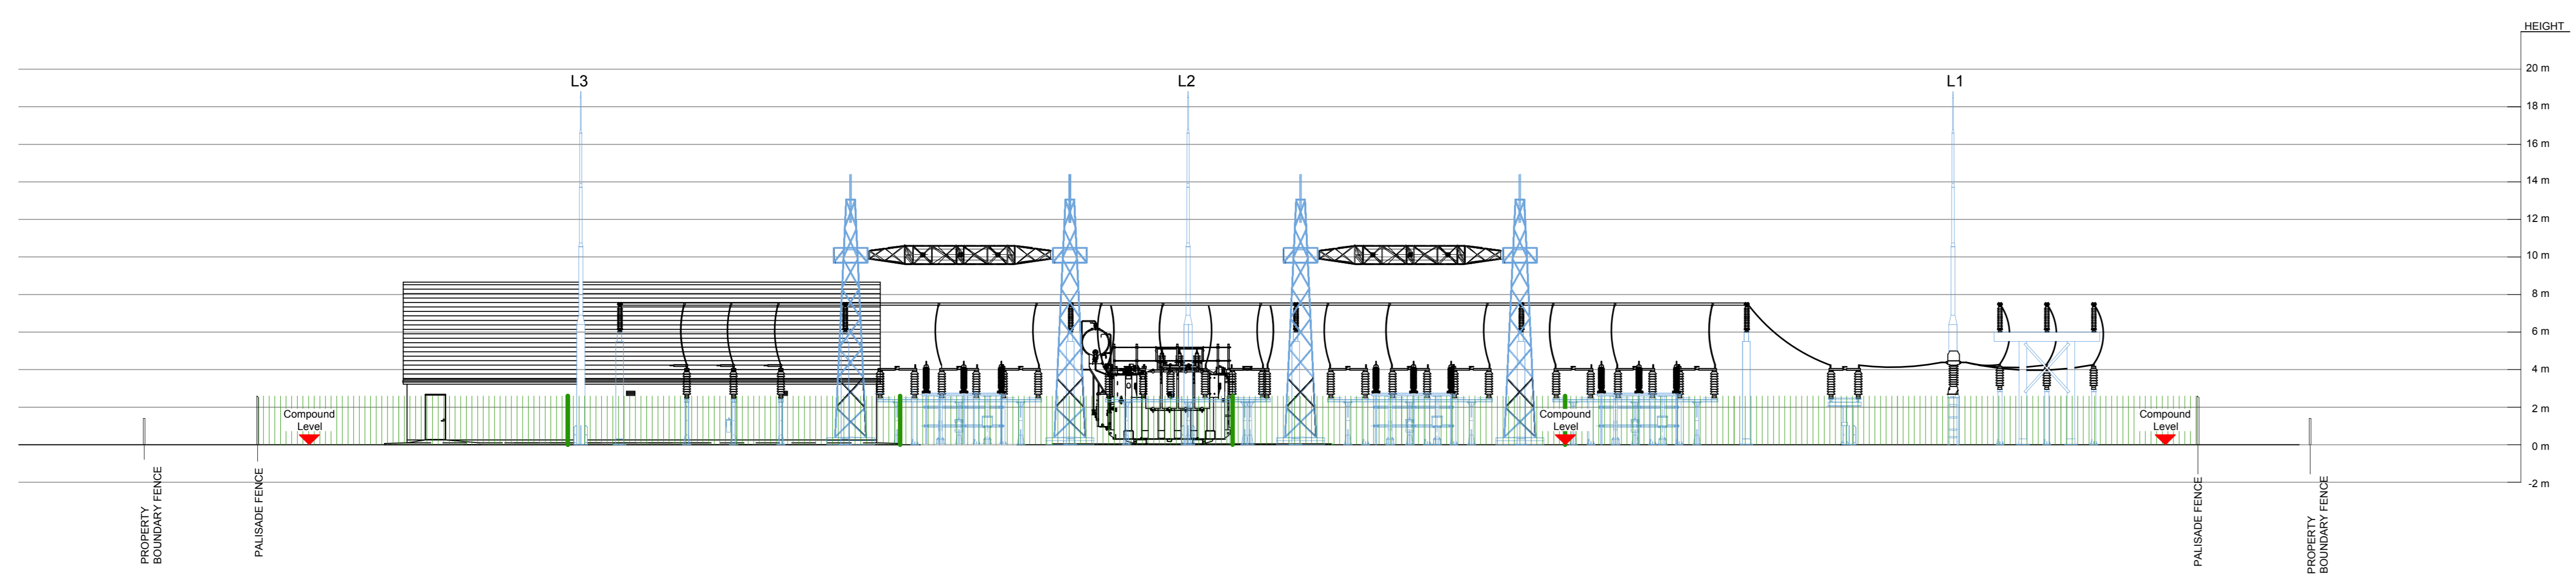 HEIGHT
20 m
L3
L2
L1
18 m
16 m
14 m
12 m
10 m
8 m
6 m
4 m
2 m
Compound
Level
Compound
Level
Compound
Level
0 m
-2 m
PROPERTY
BOUNDARY FENCE
PALISADE FENCE
PALISADE FENCE
PROPERTY
BOUNDARY FENCE